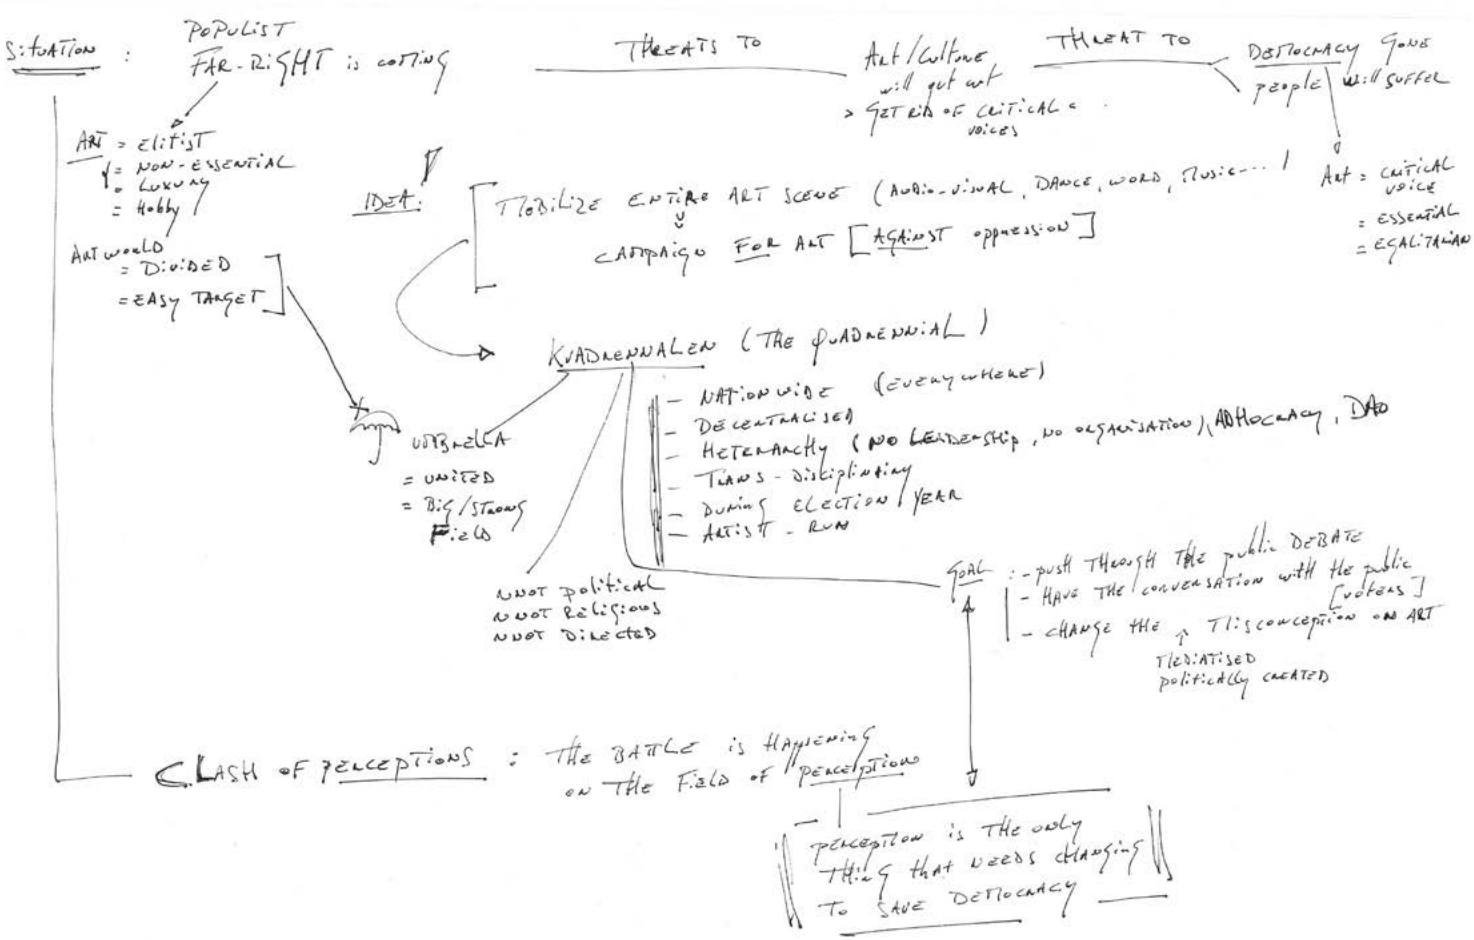 SITUATION :
POPULIST
FAR-RIGHT is coming
THREATS TO
Art/Culture
will get cut
> GET RID OF CRITICAL
VOICES
THREAT TO
DEMOCRACY GONE
people will SUFFER
ART = Elitist
= NON-ESSENTIAL
= Luxury
= Hobby
Art world
= DIVIDED
= EASY TARGET
IDEA:
MOBILIZE ENTIRE ART SCENE (AUDIO-VISUAL, DANCE, WORD, MUSIC... )
CAMPAIGN FOR ART [AGAINST oppression]
Art = CRITICAL
VOICE
= ESSENTIAL
= EGALITARIAN
KVADRENNALEN (THE QUADRENNIAL)
- NATIONWIDE (EVERYWHERE)
- DECENTRALISED
- HETERARCHY (NO LEADERSHIP, NO ORGANISATION), ADHOCRACY, DAO
- TRANS-Disciplinary
- DURING ELECTION YEAR
- ARTIST-RUN
UMBRELLA
= UNITED
= Big/STRONG
FIELD
NOT political
NOT Religious
NOT DIRECTED
GOAL : - push THROUGH THE public DEBATE
- HAVE THE conversation with the public
[voters]
- CHANGE THE MISCONCEPTION ON ART
MEDIATISED
politically CREATED
CLASH OF PERCEPTIONS : THE BATTLE is HAPPENING
ON THE FIELD OF PERCEPTION
PERCEPTION is THE only
THING that NEEDS CHANGING
TO SAVE DEMOCRACY